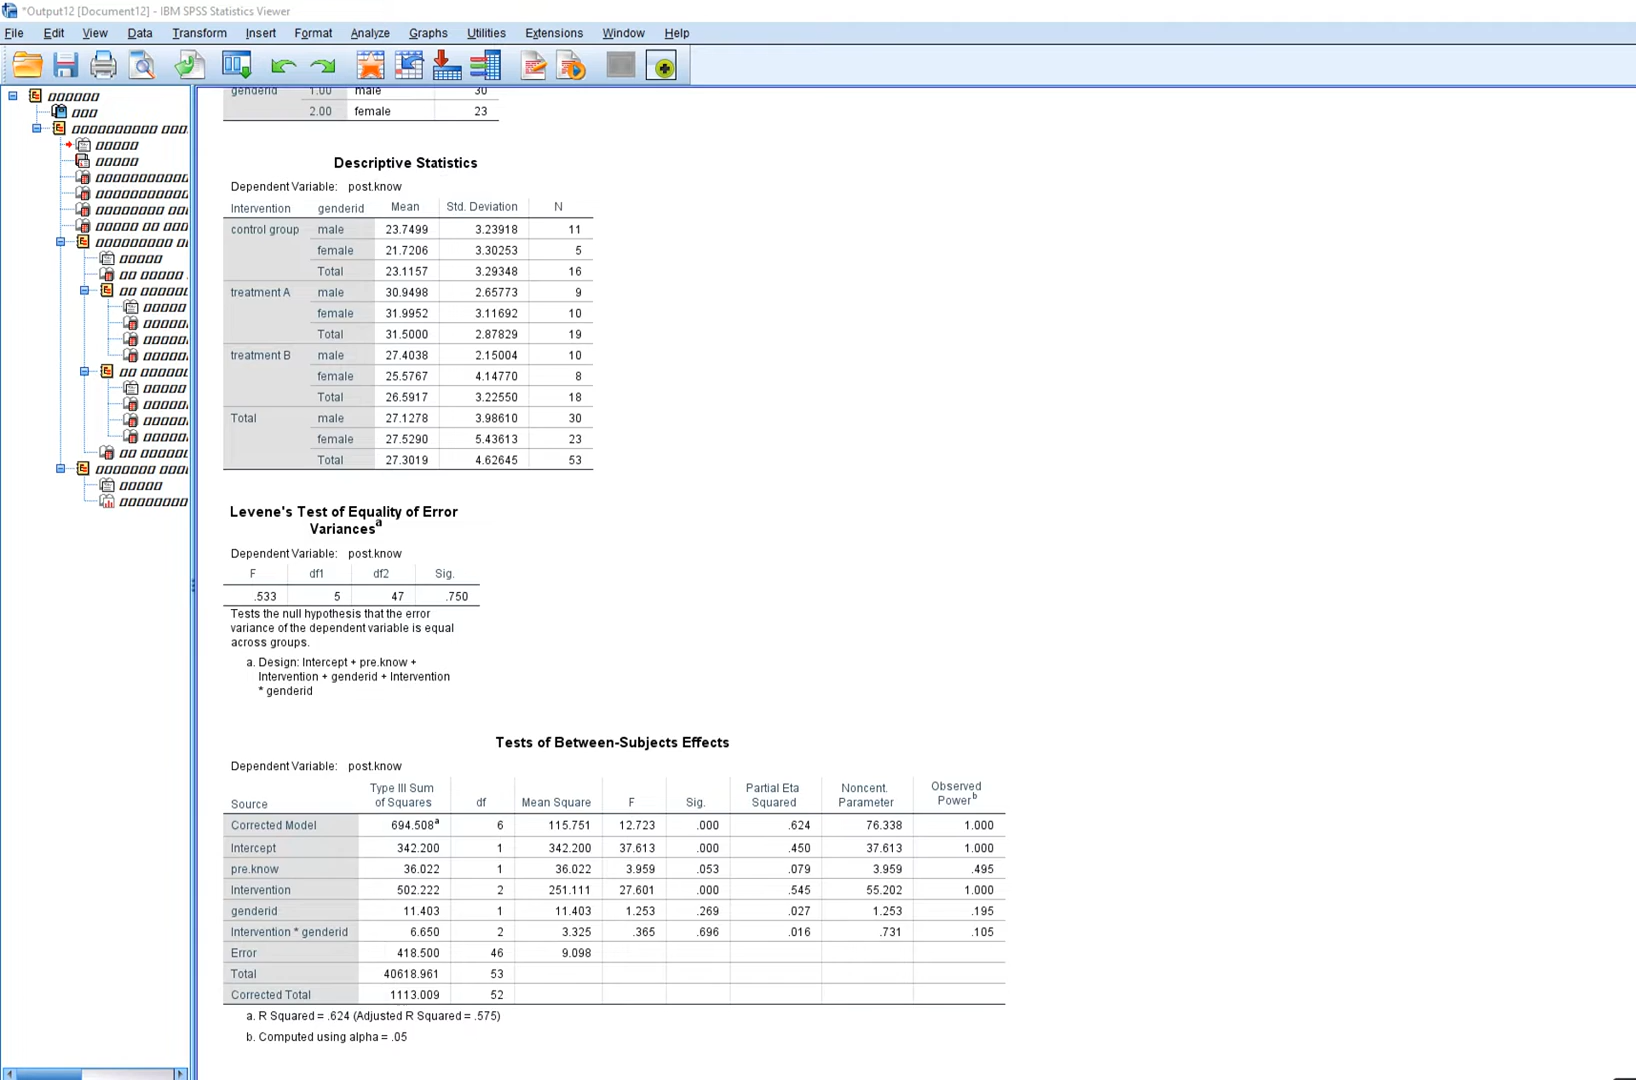 *Output12 [Document12] - IBM SPSS Statistics Viewer
File Edit View Data Transform Insert Format Analyze Graphs Utilities Extensions Window Help
genderid 1.00 male 30
2.00 female 23
Descriptive Statistics
Dependent Variable: post.know
Intervention genderid Mean Std. Deviation N
control group male 23.7499 3.23918 11
female 21.7206 3.30253 5
Total 23.1157 3.29348 16
treatment A male 30.9498 2.65773 9
female 31.9952 3.11692 10
Total 31.5000 2.87829 19
treatment B male 27.4038 2.15004 10
female 25.5767 4.14770 8
Total 26.5917 3.22550 18
Total male 27.1278 3.98610 30
female 27.5290 5.43613 23
Total 27.3019 4.62645 53
Levene's Test of Equality of Error
Variancesa
Dependent Variable: post.know
F df1 df2 Sig.
.533 5 47 .750
Tests the null hypothesis that the error
variance of the dependent variable is equal
across groups.
a. Design: Intercept + pre.know +
Intervention + genderid + Intervention
* genderid
Tests of Between-Subjects Effects
Dependent Variable: post.know
Source Type III Sum of Squares df Mean Square F Sig. Partial Eta Squared Noncent. Parameter Observed Powerb
Corrected Model 694.508a 6 115.751 12.723 .000 .624 76.338 1.000
Intercept 342.200 1 342.200 37.613 .000 .450 37.613 1.000
pre.know 36.022 1 36.022 3.959 .053 .079 3.959 .495
Intervention 502.222 2 251.111 27.601 .000 .545 55.202 1.000
genderid 11.403 1 11.403 1.253 .269 .027 1.253 .195
Intervention * genderid 6.650 2 3.325 .365 .696 .016 .731 .105
Error 418.500 46 9.098
Total 40618.961 53
Corrected Total 1113.009 52
a. R Squared = .624 (Adjusted R Squared = .575)
b. Computed using alpha = .05